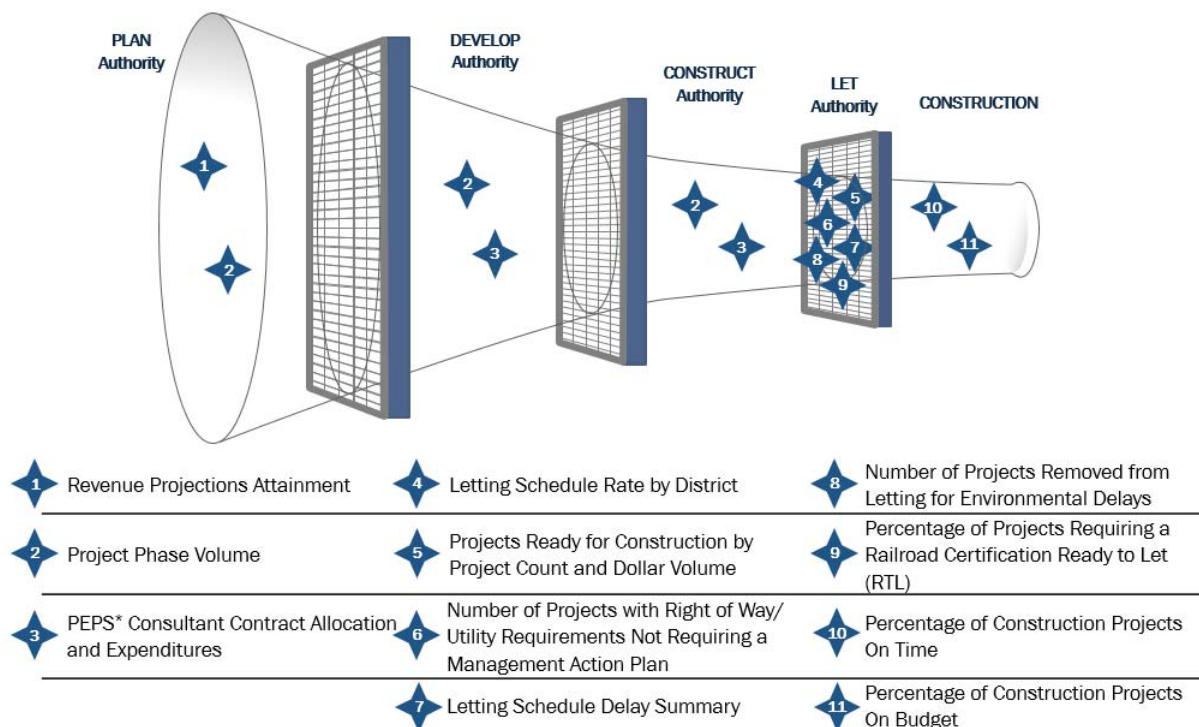 PLAN
Authority
DEVELOP
Authority
CONSTRUCT
Authority
LET
Authority
CONSTRUCTION
1
2
2
3
2
3
4
5
6
7
8
9
10
11
1 Revenue Projections Attainment
4 Letting Schedule Rate by District
8 Number of Projects Removed from
Letting for Environmental Delays
2 Project Phase Volume
5 Projects Ready for Construction by
Project Count and Dollar Volume
9 Percentage of Projects Requiring a
Railroad Certification Ready to Let
(RTL)
3 PEPS* Consultant Contract Allocation
and Expenditures
6 Number of Projects with Right of Way/
Utility Requirements Not Requiring a
Management Action Plan
10 Percentage of Construction Projects
On Time
7 Letting Schedule Delay Summary
11 Percentage of Construction Projects
On Budget